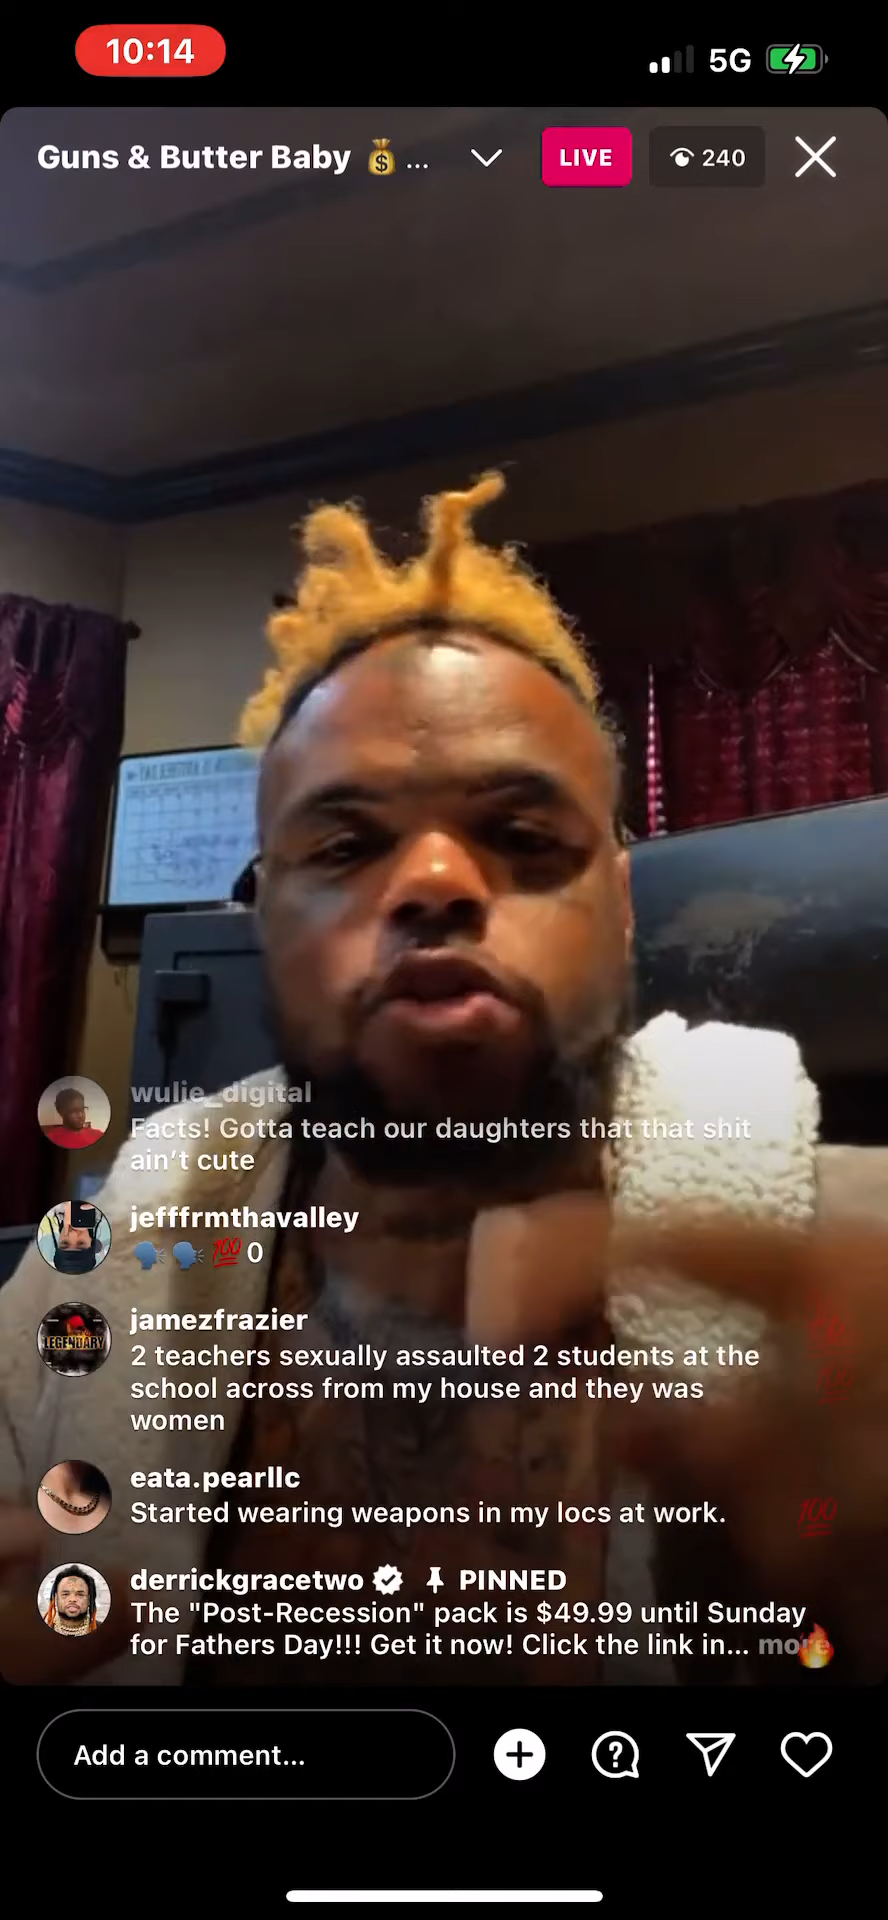 10:14
5G
Guns & Butter Baby 💰 ...
LIVE
240
wulie_digital
Facts! Gotta teach our daughters that that shit
ain't cute
jefffrmthavalley
🗣️🗣️💯0
jamezfrazier
2 teachers sexually assaulted 2 students at the
school across from my house and they was
women
eata.pearllc
Started wearing weapons in my locs at work.
derrickgracetwo PINNED
The "Post-Recession" pack is $49.99 until Sunday
for Fathers Day!!! Get it now! Click the link in... more
Add a comment...